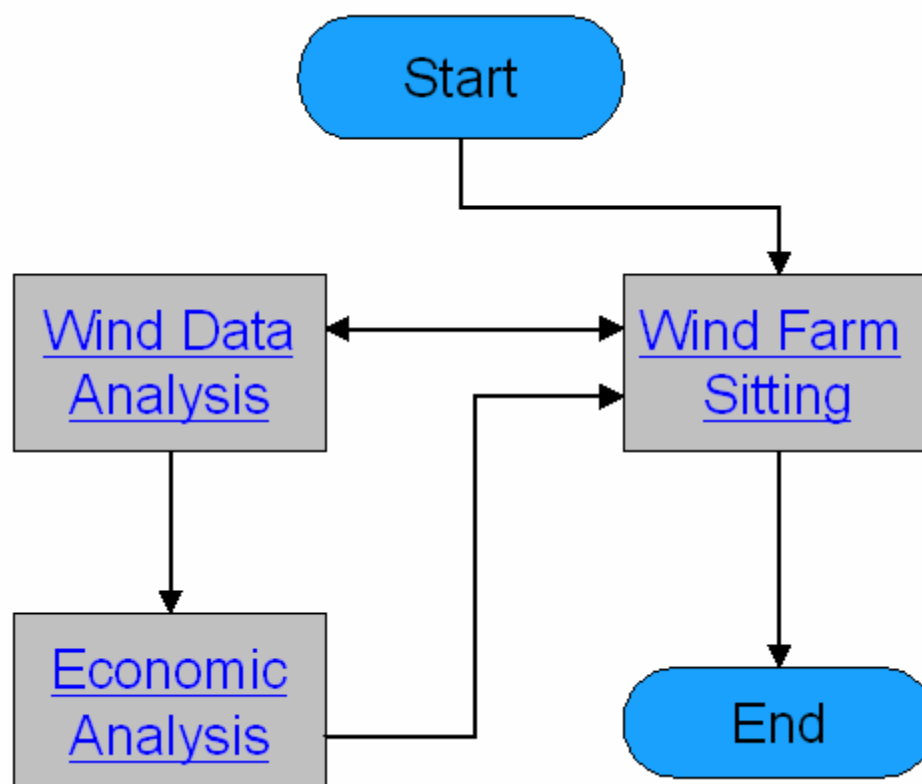 Start
Wind Data
Analysis
Wind Farm
Sitting
Economic
Analysis
End